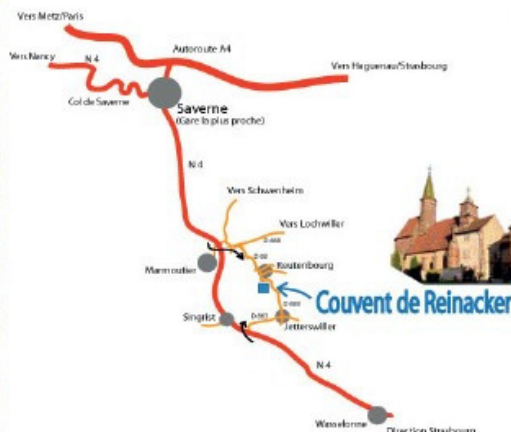 Vers Metz/Paris
Autoroute A4
Vers Nancy
N 4
Vers Haguenau/Strasbourg
Col de Saverne
Saverne
(Gare la plus proche)
N 4
Vers Schwenheim
Vers Lochwiller
Reutenbourg
Marmoutier
Couvent de Reinacker
Singrist
Jetterswiller
N 4
Wasselonne
Direction Strasbourg